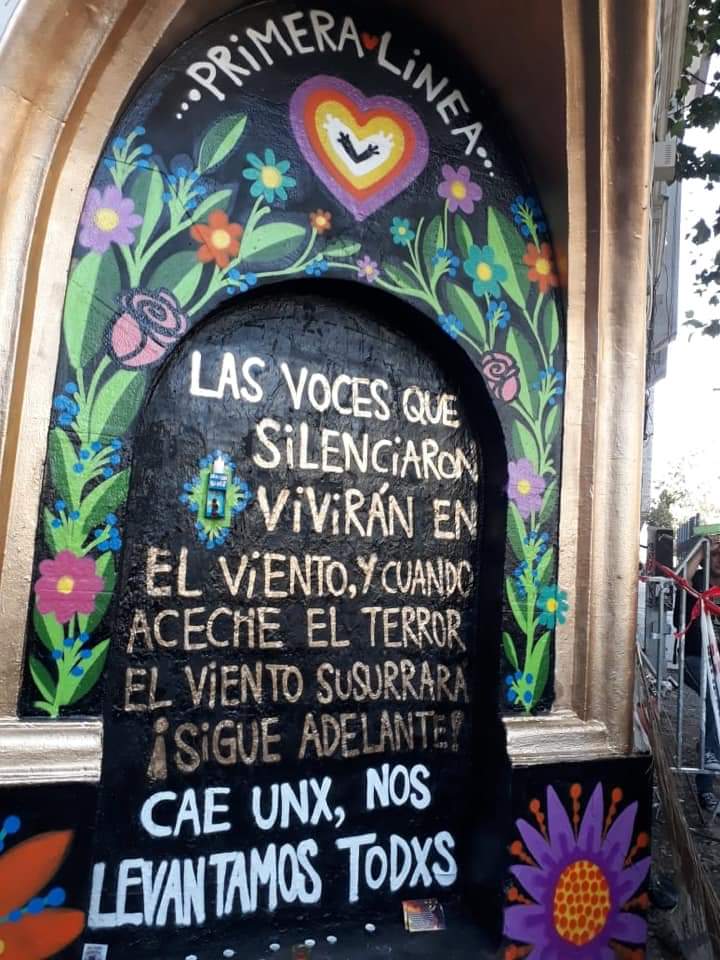 ...PRiMERA LiNEA...
LAS VOCES QUE
SiLENCiARON
ViViRÁN EN
EL ViENTO, Y CUANDO
ACECHE EL TERROR
EL ViENTO SUSURRARA
¡SiGUE ADELANTE!
CAE UNX, NOS
LEVANTAMOS TODXS